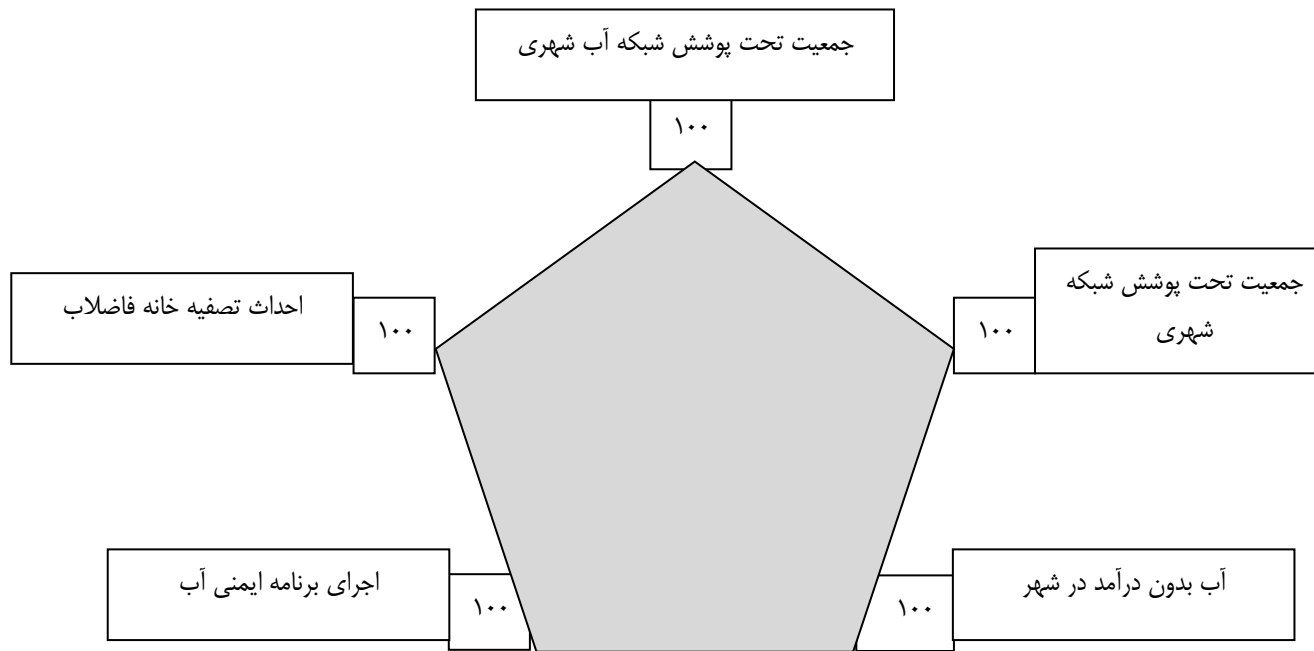 جمعیت تحت پوشش شبکه آب شهری
۱۰۰
جمعیت تحت پوشش شبکه
شهری
۱۰۰
احداث تصفیه خانه فاضلاب
۱۰۰
آب بدون درآمد در شهر
۱۰۰
اجرای برنامه ایمنی آب
۱۰۰